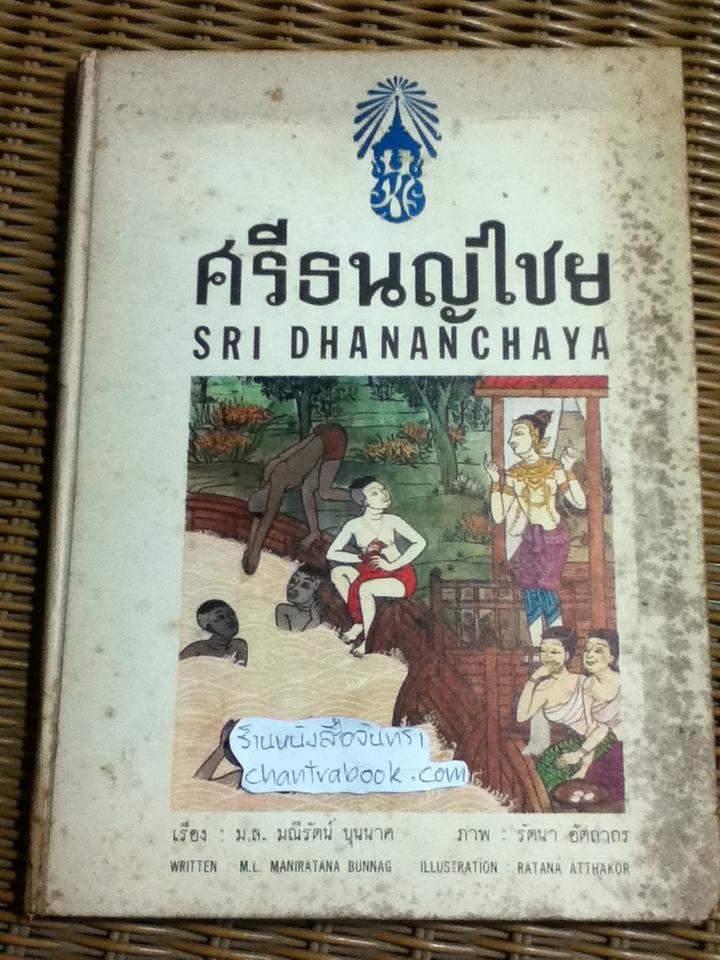 ศรีธนญไชย
SRI DHANANCHAYA
ร้านหนังสือจันทรา
chantrabook.com
เรื่อง : ม.ล. มณีรัตน์ บุนนาค ภาพ : รัตนา อัตถากร
WRITTEN : M.L. MANIRATANA BUNNAG ILLUSTRATION : RATANA ATTHAKOR